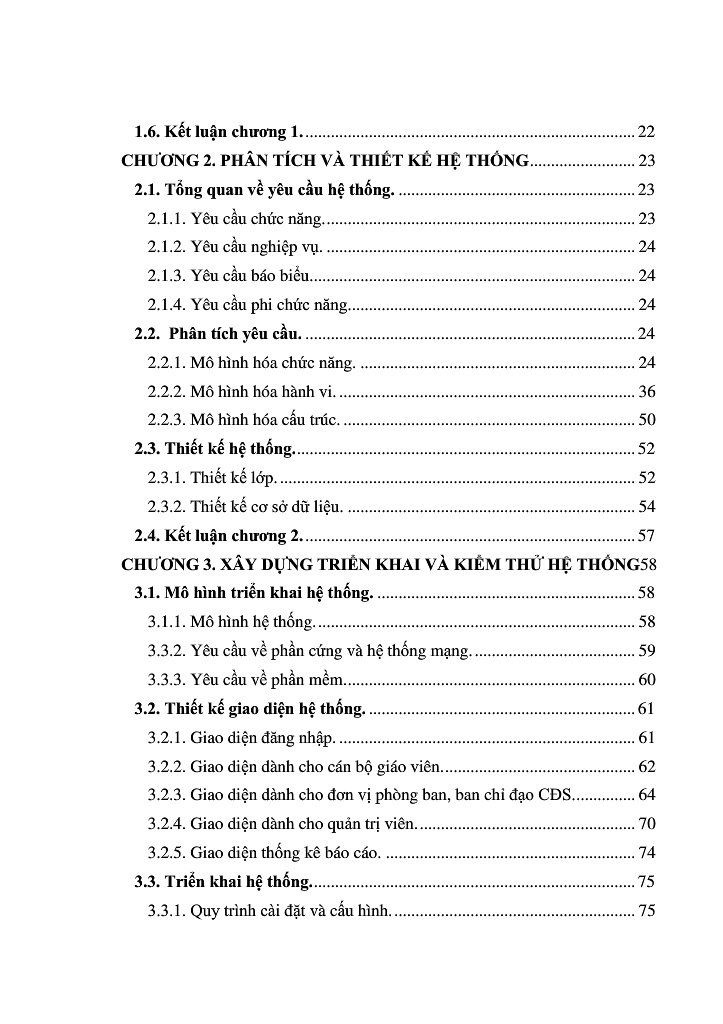 1.6. Kết luận chương 1. 22
CHƯƠNG 2. PHÂN TÍCH VÀ THIẾT KẾ HỆ THỐNG 23
2.1. Tổng quan về yêu cầu hệ thống. 23
2.1.1. Yêu cầu chức năng. 23
2.1.2. Yêu cầu nghiệp vụ. 24
2.1.3. Yêu cầu báo biểu. 24
2.1.4. Yêu cầu phi chức năng. 24
2.2. Phân tích yêu cầu. 24
2.2.1. Mô hình hóa chức năng. 24
2.2.2. Mô hình hóa hành vi. 36
2.2.3. Mô hình hóa cấu trúc. 50
2.3. Thiết kế hệ thống. 52
2.3.1. Thiết kế lớp. 52
2.3.2. Thiết kế cơ sở dữ liệu. 54
2.4. Kết luận chương 2. 57
CHƯƠNG 3. XÂY DỰNG TRIỂN KHAI VÀ KIỂM THỬ HỆ THỐNG58
3.1. Mô hình triển khai hệ thống. 58
3.1.1. Mô hình hệ thống. 58
3.3.2. Yêu cầu về phần cứng và hệ thống mạng. 59
3.3.3. Yêu cầu về phần mềm. 60
3.2. Thiết kế giao diện hệ thống. 61
3.2.1. Giao diện đăng nhập. 61
3.2.2. Giao diện dành cho cán bộ giáo viên. 62
3.2.3. Giao diện dành cho đơn vị phòng ban, ban chỉ đạo CĐS. 64
3.2.4. Giao diện dành cho quản trị viên. 70
3.2.5. Giao diện thống kê báo cáo. 74
3.3. Triển khai hệ thống. 75
3.3.1. Quy trình cài đặt và cấu hình. 75